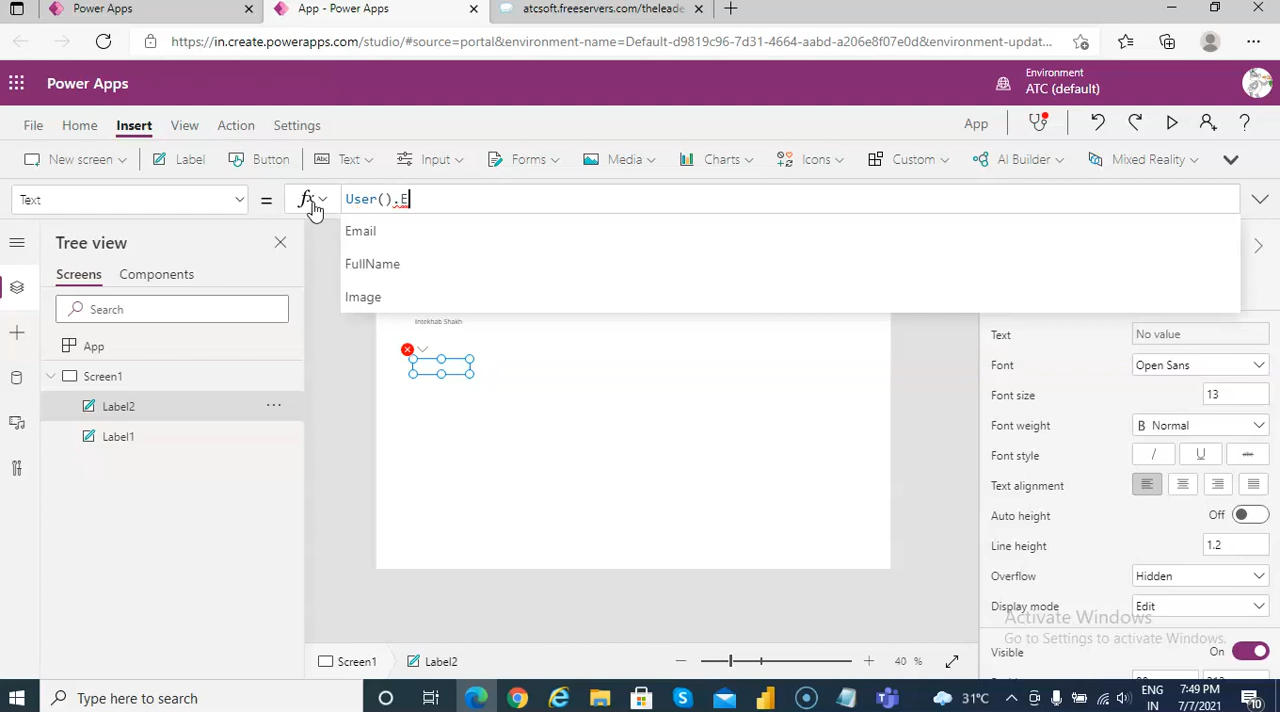 Power Apps
App - Power Apps
atcsoft.freeservers.com/theleade
https://in.create.powerapps.com/studio/#source=portal&environment-name=Default-d9819c96-7d31-4664-aabd-a206e8f07e0d&environment-updat...
Power Apps
Environment
ATC (default)
File Home Insert View Action Settings App
New screen Label Button Text Input Forms Media Charts Icons Custom AI Builder Mixed Reality
Text = fx User().E
Email
FullName
Image
Tree view
Screens Components
Search
App
Screen1
Label2
Label1
Intekhab Shakh
Text No value
Font Open Sans
Font size 13
Font weight B Normal
Font style / U abc
Text alignment
Auto height Off
Line height 1.2
Overflow Hidden
Display mode Edit
Activate Windows
Go to Settings to activate Windows.
Visible On
Screen1 Label2 40 %
Type here to search
31°C
ENG
IN
7:49 PM
7/7/2021
10